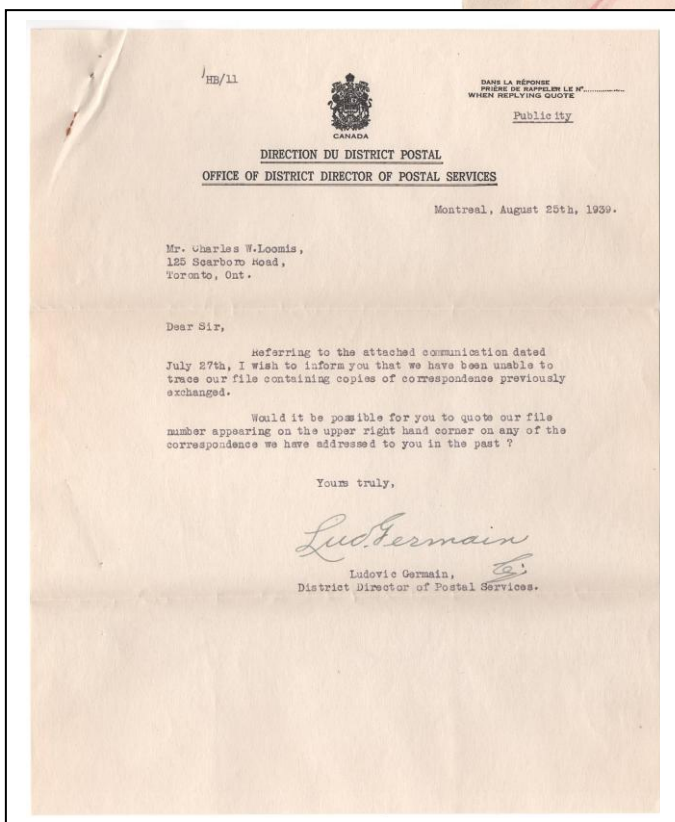 HB/11
DANS LA RÉPONSE
PRIÈRE DE RAPPELER LE Nº..................
WHEN REPLYING QUOTE
Publicity
CANADA
DIRECTION DU DISTRICT POSTAL
OFFICE OF DISTRICT DIRECTOR OF POSTAL SERVICES
Montreal, August 25th, 1939.
Mr. Charles W.Loomis,
125 Scarboro Road,
Toronto, Ont.
Dear Sir,
Referring to the attached communication dated
July 27th, I wish to inform you that we have been unable to
trace our file containing copies of correspondence previously
exchanged.
Would it be possible for you to quote our file
number appearing on the upper right hand corner on any of the
correspondence we have addressed to you in the past ?
Yours truly,
Lud. Germain
Ludovic Germain,
District Director of Postal Services.